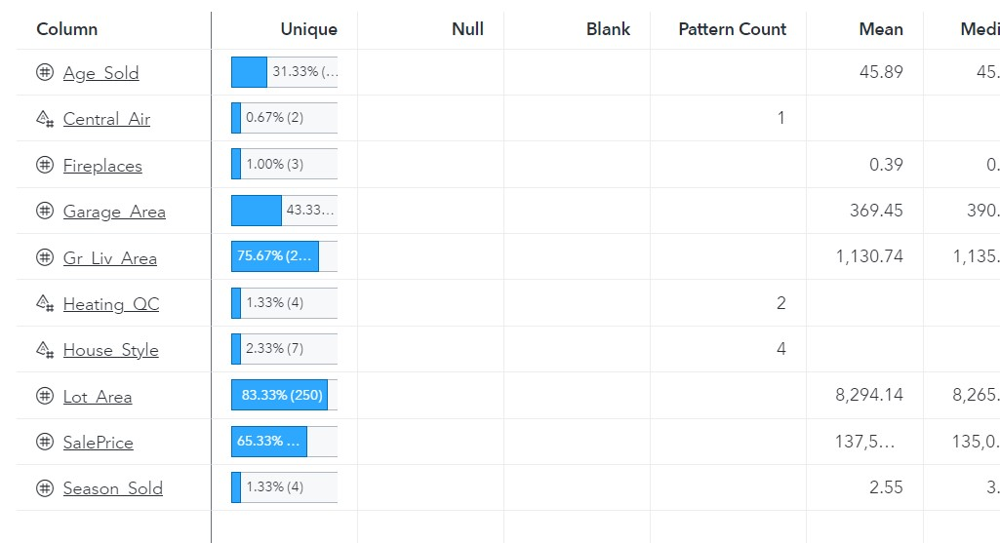 Column Unique Null Blank Pattern Count Mean Medi
Age_Sold 31.33% (... 45.89 45.
Central_Air 0.67% (2) 1
Fireplaces 1.00% (3) 0.39 0.
Garage_Area 43.33... 369.45 390.
Gr_Liv_Area 75.67% (2... 1,130.74 1,135.
Heating_QC 1.33% (4) 2
House_Style 2.33% (7) 4
Lot_Area 83.33% (250) 8,294.14 8,265.
SalePrice 65.33% ... 137,5... 135,0.
Season_Sold 1.33% (4) 2.55 3.